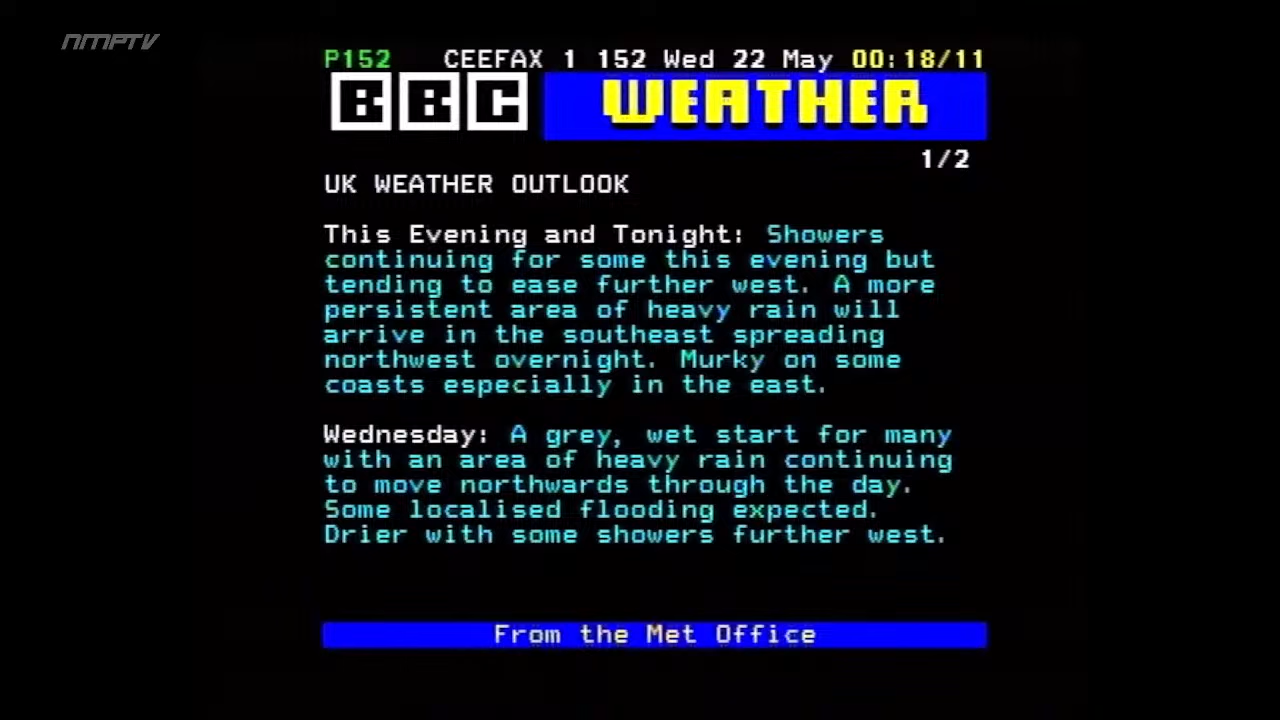 NMPTV
P152 CEEFAX 1 152 Wed 22 May 00:18/11
BBC WEATHER
1/2
UK WEATHER OUTLOOK
This Evening and Tonight: Showers
continuing for some this evening but
tending to ease further west. A more
persistent area of heavy rain will
arrive in the southeast spreading
northwest overnight. Murky on some
coasts especially in the east.
Wednesday: A grey, wet start for many
with an area of heavy rain continuing
to move northwards through the day.
Some localised flooding expected.
Drier with some showers further west.
From the Met Office